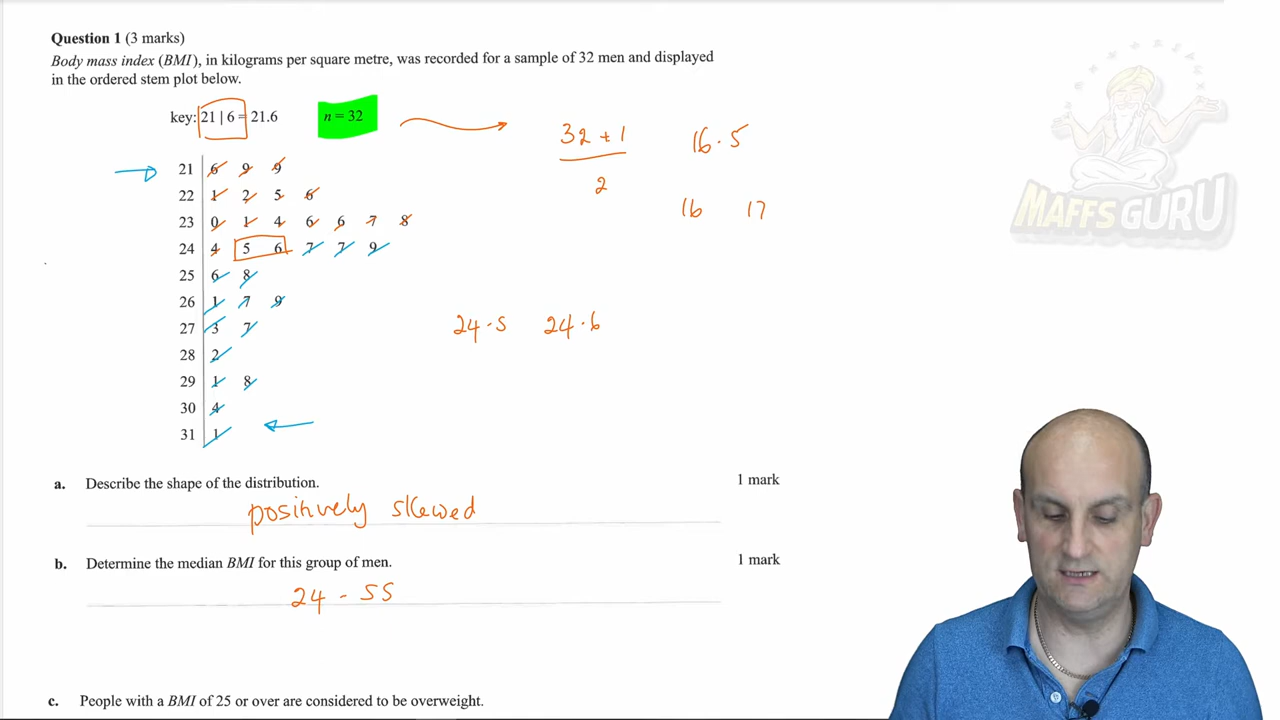 Question 1 (3 marks)
Body mass index (BMI), in kilograms per square metre, was recorded for a sample of 32 men and displayed
in the ordered stem plot below.
key: 21 | 6 = 21.6 n = 32
32 + 1
2
16.5
16 17
21 6 9 9
22 1 2 5 6
23 0 1 4 6 6 7 8
24 4 5 6 7 7 9
25 6 8
26 1 7 9
27 3 7
28 2
29 1 8
30 4
31 1
24.5 24.6
a. Describe the shape of the distribution. 1 mark
positively skewed
b. Determine the median BMI for this group of men. 1 mark
24.55
c. People with a BMI of 25 or over are considered to be overweight.
MAFFS GURU